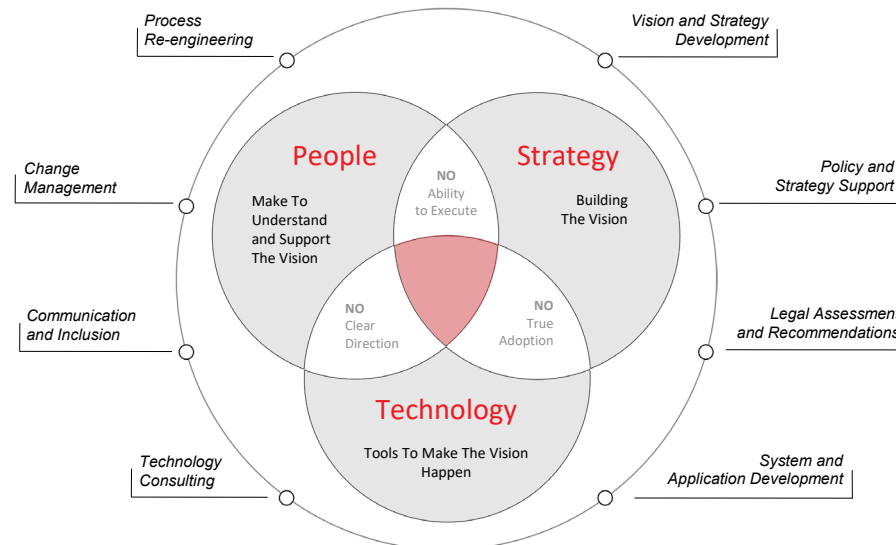 Process
Re-engineering
Vision and Strategy
Development
People
Strategy
NO
Ability
to Execute
Make To
Understand
and Support
The Vision
Building
The Vision
Change
Management
Policy and
Strategy Support
NO
Clear
Direction
NO
True
Adoption
Communication
and Inclusion
Legal Assessment
and Recommendations
Technology
Tools To Make The Vision
Happen
Technology
Consulting
System and
Application Development